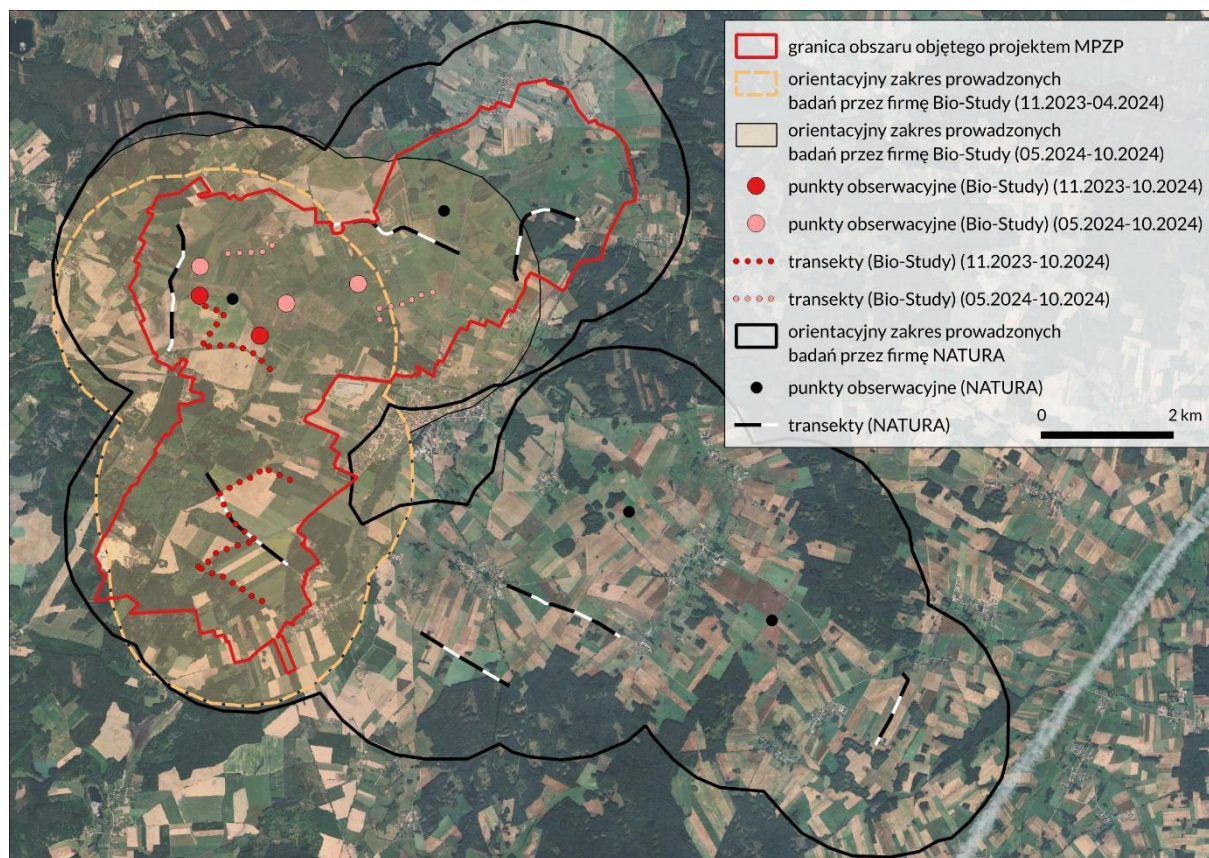 granica obszaru objętego projektem MPZP
orientacyjny zakres prowadzonych
badań przez firmę Bio-Study (11.2023-04.2024)
orientacyjny zakres prowadzonych
badań przez firmę Bio-Study (05.2024-10.2024)
punkty obserwacyjne (Bio-Study) (11.2023-10.2024)
punkty obserwacyjne (Bio-Study) (05.2024-10.2024)
transekty (Bio-Study) (11.2023-10.2024)
transekty (Bio-Study) (05.2024-10.2024)
orientacyjny zakres prowadzonych
badań przez firmę NATURA
punkty obserwacyjne (NATURA)
0 2 km
transekty (NATURA)